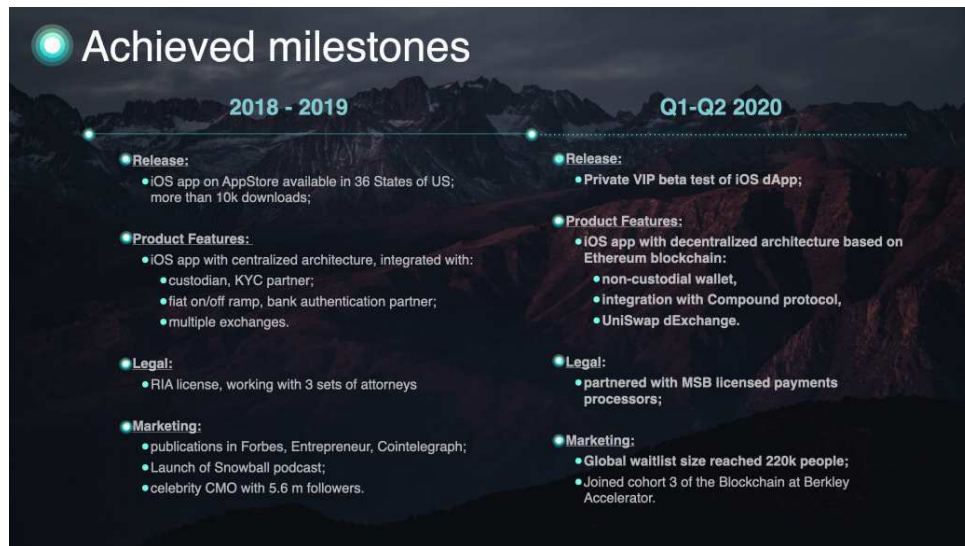 Achieved milestones
2018 - 2019
Release:
iOS app on AppStore available in 36 States of US;
more than 10k downloads;
Product Features:
iOS app with centralized architecture, integrated with:
custodian, KYC partner;
fiat on/off ramp, bank authentication partner;
multiple exchanges.
Legal:
RIA license, working with 3 sets of attorneys
Marketing:
publications in Forbes, Entrepreneur, Cointelegraph;
Launch of Snowball podcast;
celebrity CMO with 5.6 m followers.
Q1-Q2 2020
Release:
Private VIP beta test of iOS dApp;
Product Features:
iOS app with decentralized architecture based on
Ethereum blockchain:
non-custodial wallet,
integration with Compound protocol,
UniSwap dExchange.
Legal:
partnered with MSB licensed payments
processors;
Marketing:
Global waitlist size reached 220k people;
Joined cohort 3 of the Blockchain at Berkley
Accelerator.